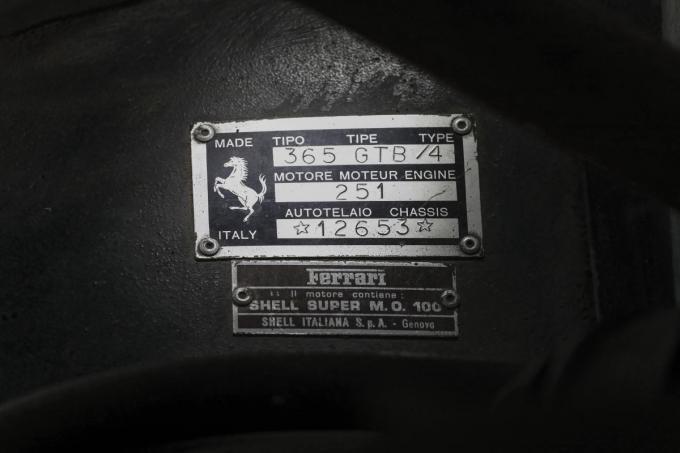 MADE TIPO TIPE TYPE
365 GTB/4
MOTORE MOTEUR ENGINE
251
AUTOTELAIO CHASSIS
☆12653☆
ITALY
Ferrari
Il motore contiene:
SHELL SUPER M.O. 100
SHELL ITALIANA S.p.A. - Genova